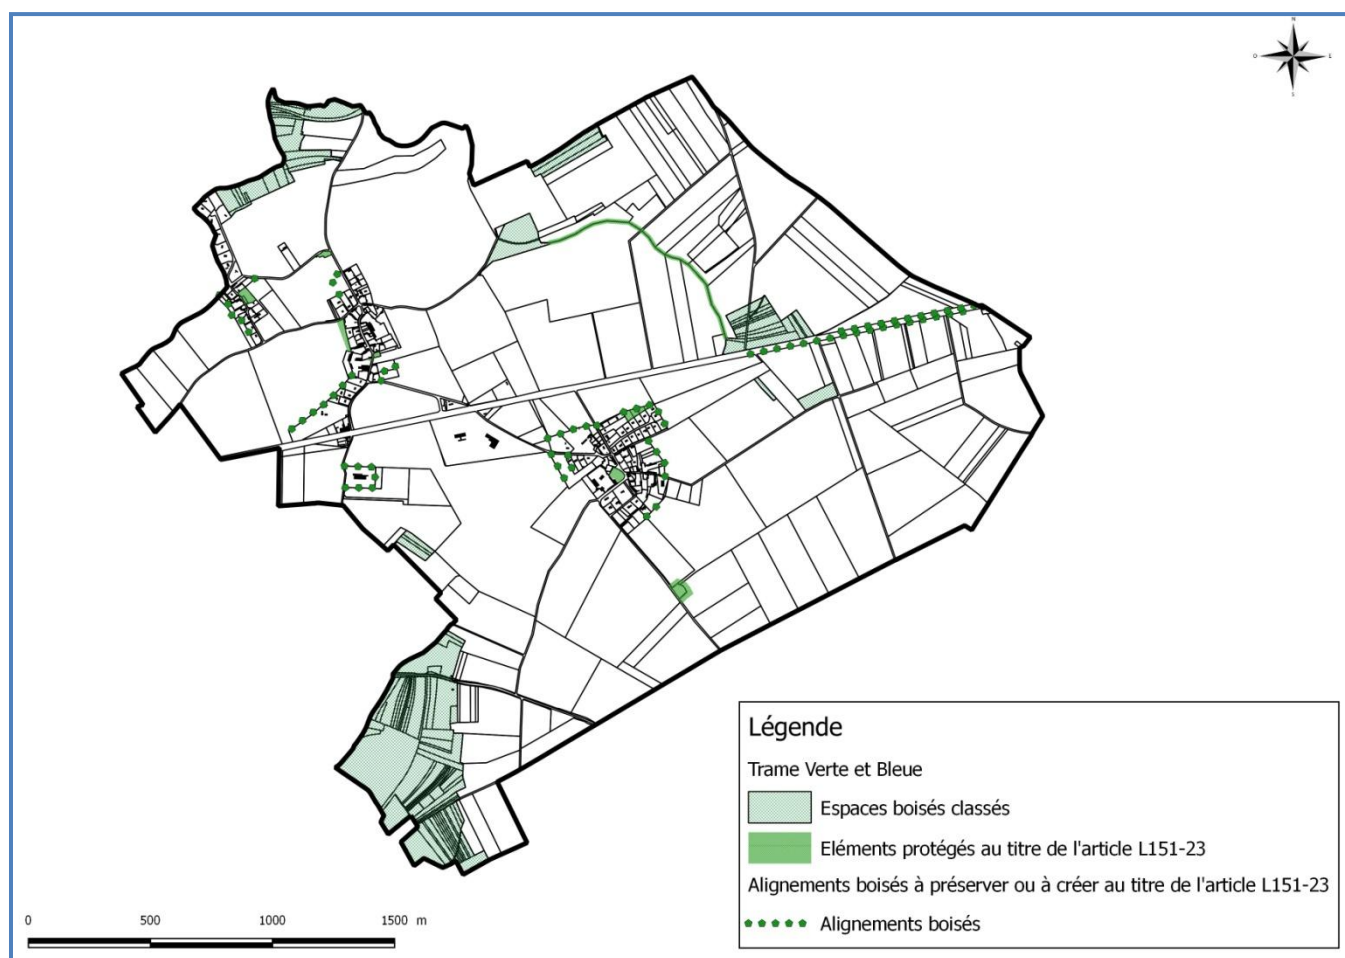 N
O E
S
Légende
Trame Verte et Bleue
Espaces boisés classés
Eléments protégés au titre de l'article L151-23
Alignements boisés à préserver ou à créer au titre de l'article L151-23
Alignements boisés
0 500 1000 1500 m